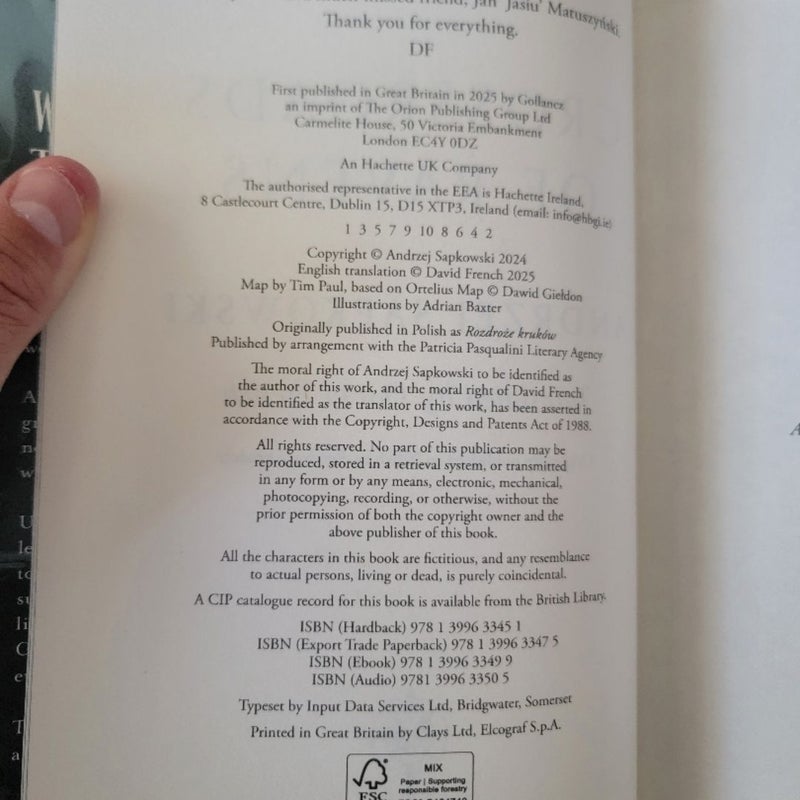 missed friend, Jan 'Jasiu' Matuszyński.
Thank you for everything.
DF
First published in Great Britain in 2025 by Gollancz
an imprint of The Orion Publishing Group Ltd
Carmelite House, 50 Victoria Embankment
London EC4Y 0DZ
An Hachette UK Company
The authorised representative in the EEA is Hachette Ireland,
8 Castlecourt Centre, Dublin 15, D15 XTP3, Ireland (email: info@hbgi.ie)
1 3 5 7 9 10 8 6 4 2
Copyright © Andrzej Sapkowski 2024
English translation © David French 2025
Map by Tim Paul, based on Ortelius Map © Dawid Giełdon
Illustrations by Adrian Baxter
Originally published in Polish as Rozdroże kruków
Published by arrangement with the Patricia Pasqualini Literary Agency
The moral right of Andrzej Sapkowski to be identified as
the author of this work, and the moral right of David French
to be identified as the translator of this work, has been asserted in
accordance with the Copyright, Designs and Patents Act of 1988.
All rights reserved. No part of this publication may be
reproduced, stored in a retrieval system, or transmitted
in any form or by any means, electronic, mechanical,
photocopying, recording, or otherwise, without the
prior permission of both the copyright owner and the
above publisher of this book.
All the characters in this book are fictitious, and any resemblance
to actual persons, living or dead, is purely coincidental.
A CIP catalogue record for this book is available from the British Library.
ISBN (Hardback) 978 1 3996 3345 1
ISBN (Export Trade Paperback) 978 1 3996 3347 5
ISBN (Ebook) 978 1 3996 3349 9
ISBN (Audio) 9781 3996 3350 5
Typeset by Input Data Services Ltd, Bridgwater, Somerset
Printed in Great Britain by Clays Ltd, Elcograf S.p.A.
MIX
Paper | Supporting
responsible forestry
FSC